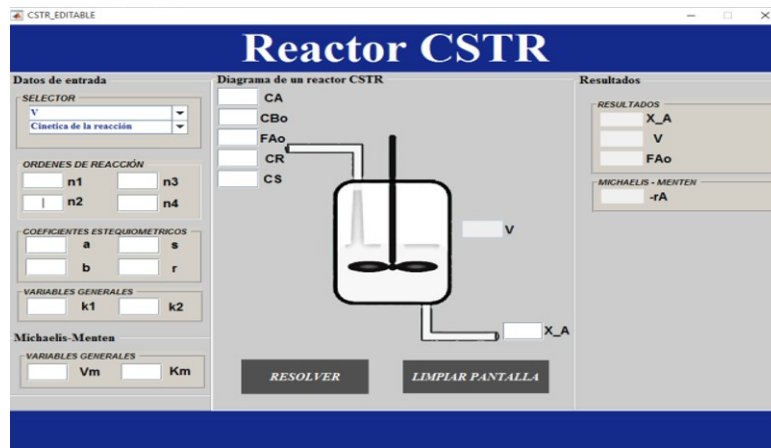 CSTR_EDITABLE
Reactor CSTR
Datos de entrada
SELECTOR
V
Cinetica de la reacción
ORDENES DE REACCIÓN
n1 n3
n2 n4
COEFICIENTES ESTEQUIOMETRICOS
a s
b r
VARIABLES GENERALES
k1 k2
Michaelis-Menten
VARIABLES GENERALES
Vm Km
Diagrama de un reactor CSTR
CA
CBo
FAo
CR
CS
V
X_A
RESOLVER LIMPIAR PANTALLA
Resultados
RESULTADOS
X_A
V
FAo
MICHAELIS - MENTEN
-rA